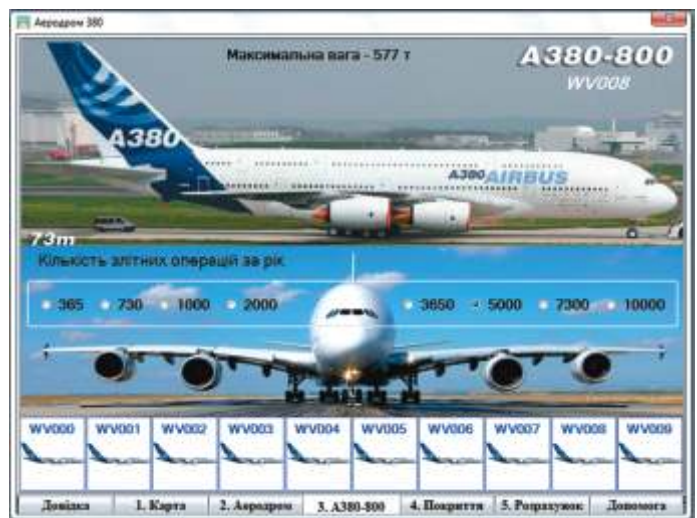 Аеродром 380
Максимальна вага - 577 т
A380-800
WV008
A380
A380 AIRBUS
73m
Кількість злітних операцій за рік
365 730 1000 2000 3650 5000 7300 10000
WV000 WV001 WV002 WV003 WV004 WV005 WV006 WV007 WV008 WV009
Довідка 1. Карта 2. Аеродром 3. A380-800 4. Покриття 5. Розрахунок Допомога